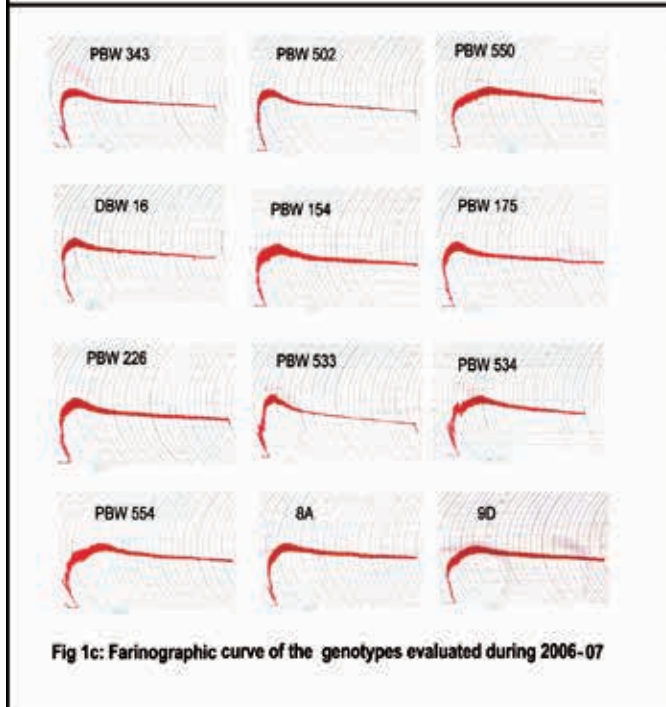 PBW 343
PBW 502
PBW 550
DBW 16
PBW 154
PBW 175
PBW 226
PBW 533
PBW 534
PBW 554
8A
9D
Fig 1c: Farinographic curve of the genotypes evaluated during 2006-07